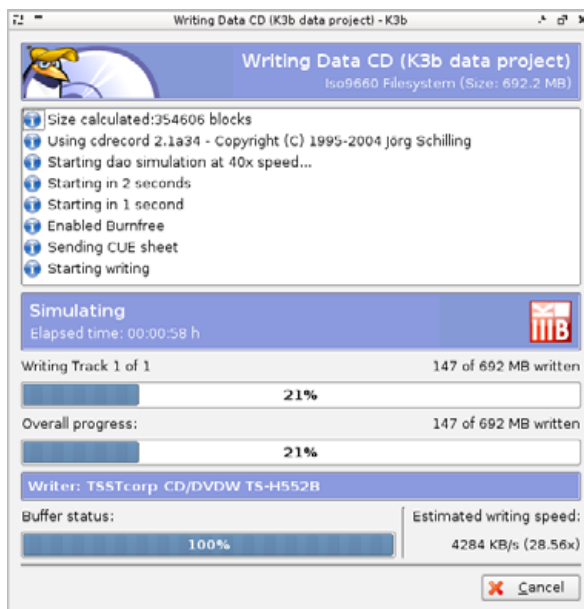 Writing Data CD (K3b data project) - K3b
Writing Data CD (K3b data project)
Iso9660 Filesystem (Size: 692.2 MB)
Size calculated:354606 blocks
Using cdrecord 2.1a34 - Copyright (C) 1995-2004 Jörg Schilling
Starting dao simulation at 40x speed...
Starting in 2 seconds
Starting in 1 second
Enabled Burnfree
Sending CUE sheet
Starting writing
Simulating
Elapsed time: 00:00:58 h
Writing Track 1 of 1 147 of 692 MB written
21%
Overall progress: 147 of 692 MB written
21%
Writer: TSSTcorp CD/DVDW TS-H552B
Buffer status: Estimated writing speed:
100% 4284 KB/s (28.56x)
Cancel